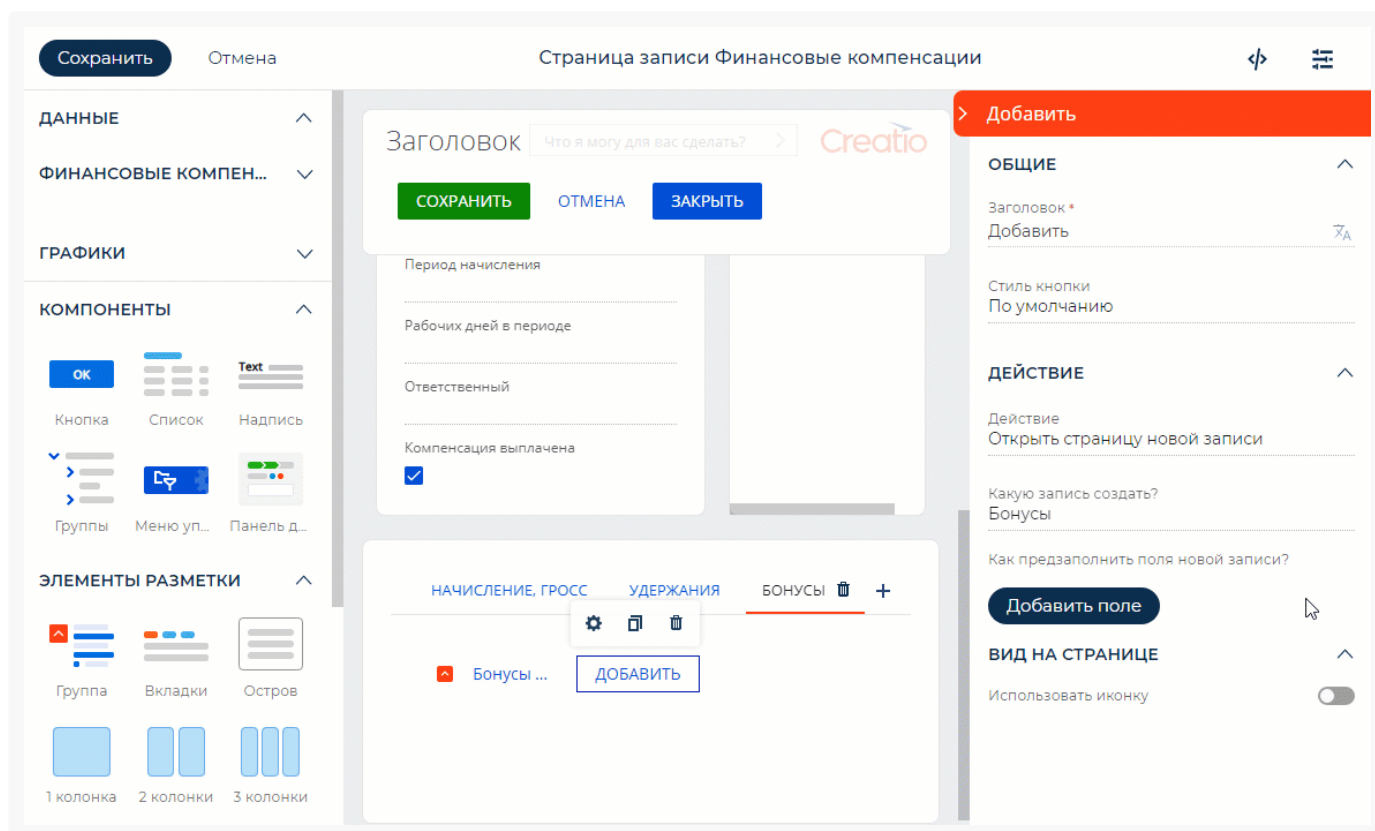 Сохранить
Отмена
Страница записи Финансовые компенсации
ДАННЫЕ
ФИНАНСОВЫЕ КОМПЕН...
ГРАФИКИ
КОМПОНЕНТЫ
OK
Text
Кнопка
Список
Надпись
Группы
Меню уп...
Панель д...
ЭЛЕМЕНТЫ РАЗМЕТКИ
Группа
Вкладки
Остров
1 колонка
2 колонки
3 колонки
Заголовок
Что я могу для вас сделать?
Creatio
СОХРАНИТЬ
ОТМЕНА
ЗАКРЫТЬ
Период начисления
Рабочих дней в периоде
Ответственный
Компенсация выплачена
НАЧИСЛЕНИЕ, ГРОСС
УДЕРЖАНИЯ
БОНУСЫ
Бонусы ...
ДОБАВИТЬ
Добавить
ОБЩИЕ
Заголовок *
Добавить
Стиль кнопки
По умолчанию
ДЕЙСТВИЕ
Действие
Открыть страницу новой записи
Какую запись создать?
Бонусы
Как предзаполнить поля новой записи?
Добавить поле
ВИД НА СТРАНИЦЕ
Использовать иконку